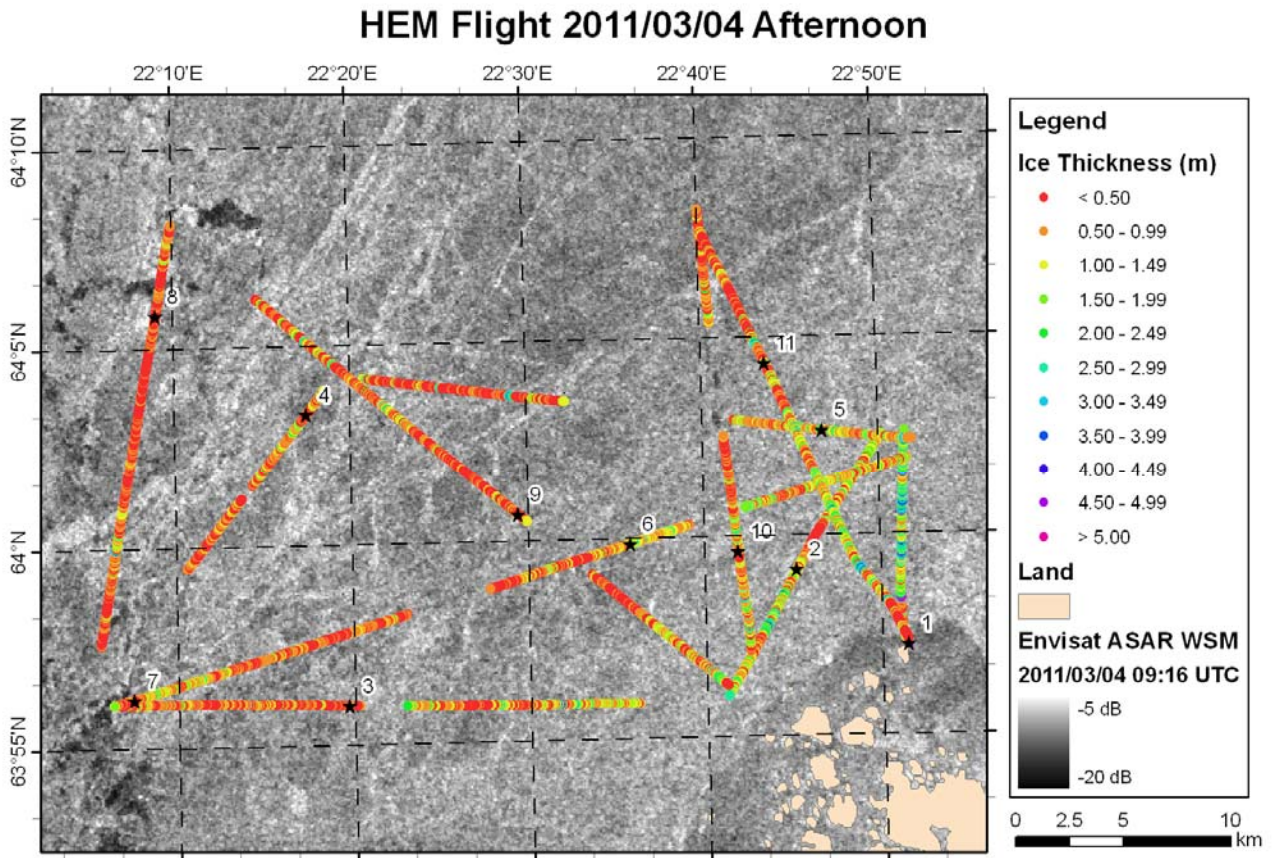 HEM Flight 2011/03/04 Afternoon
22°10'E 22°20'E 22°30'E 22°40'E 22°50'E
64°10'N
64°5'N
64°N
63°55'N
8
11
4
5
9
6
10
2
1
7
3
Legend
Ice Thickness (m)
< 0.50
0.50 - 0.99
1.00 - 1.49
1.50 - 1.99
2.00 - 2.49
2.50 - 2.99
3.00 - 3.49
3.50 - 3.99
4.00 - 4.49
4.50 - 4.99
> 5.00
Land
Envisat ASAR WSM
2011/03/04 09:16 UTC
-5 dB
-20 dB
0 2.5 5 10
km